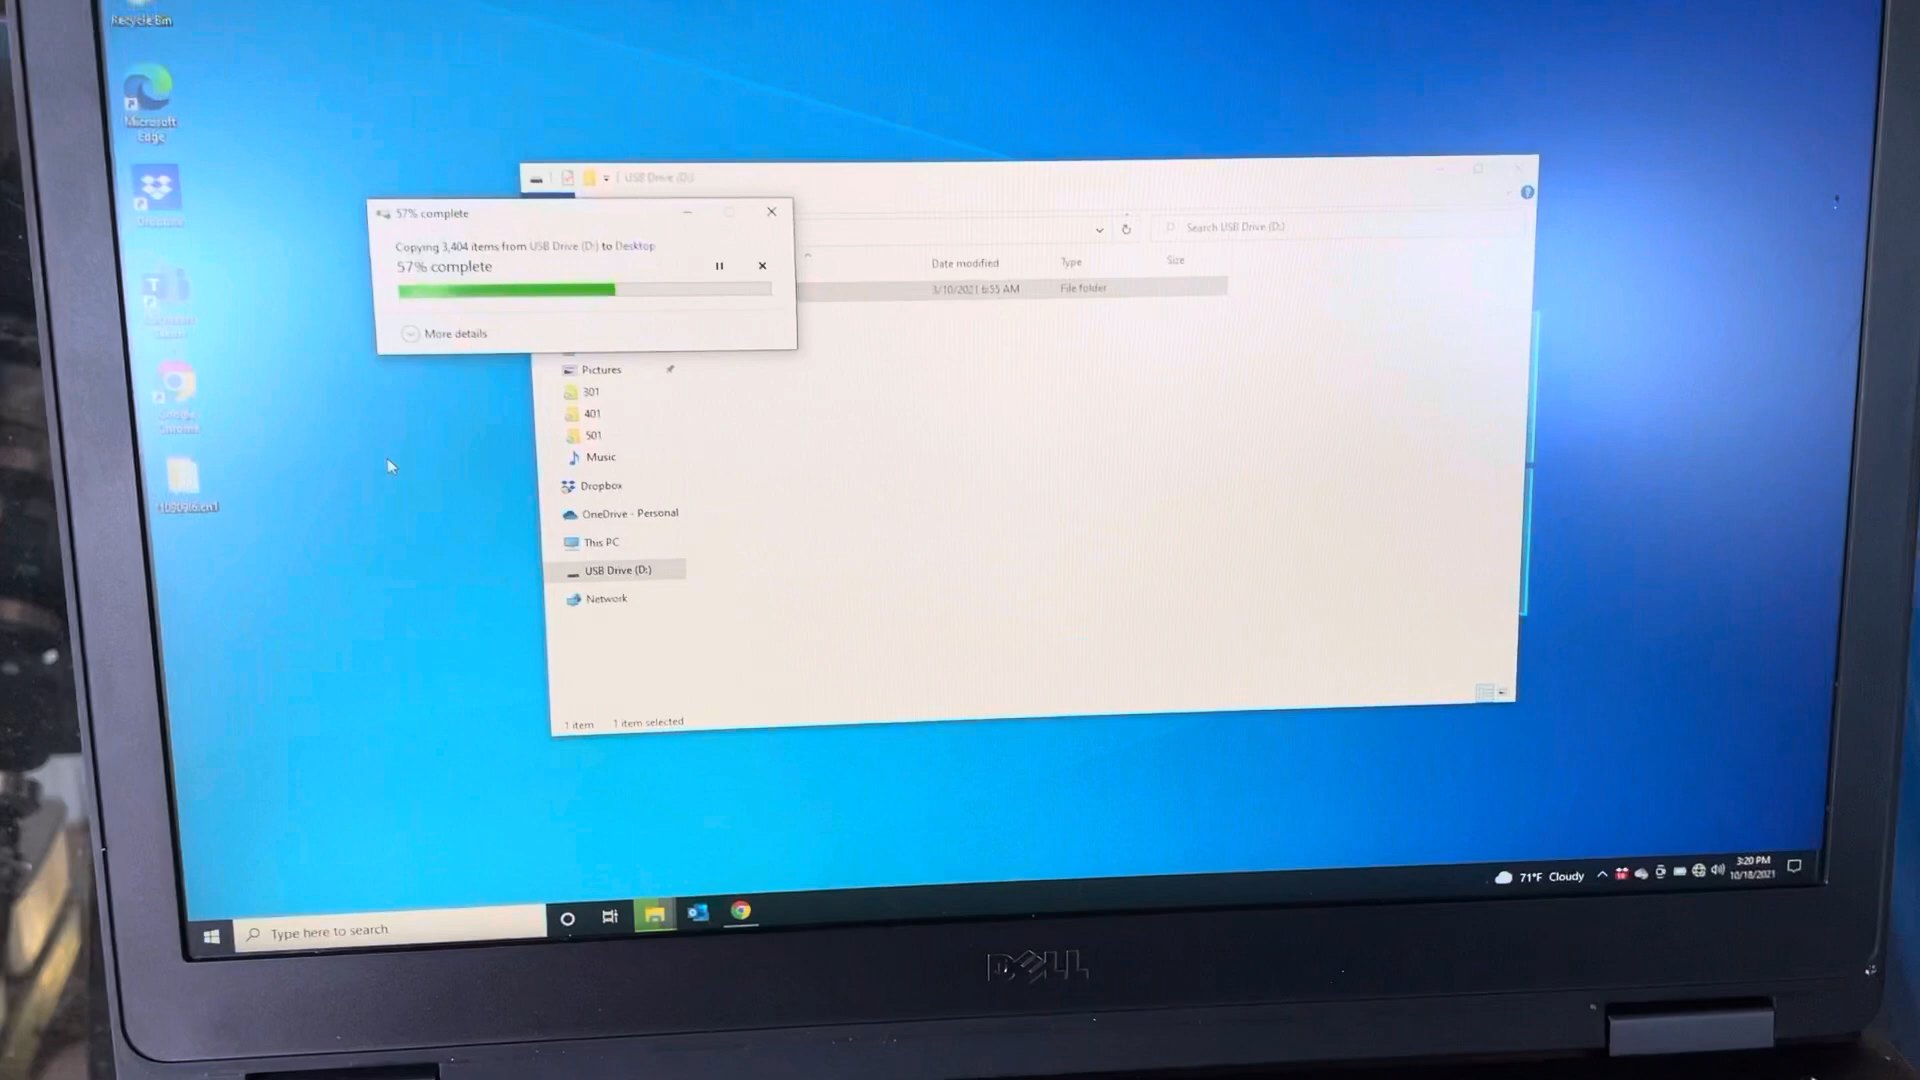 Recycle Bin
Microsoft
Edge
Dropbox
Google
Chrome
USB Drive (D:)
57% complete
Copying 3,404 items from USB Drive (D:) to Desktop
57% complete
More details
Search USB Drive (D:)
Date modified
Type
Size
3/10/2021 6:55 AM
File folder
Pictures
301
401
501
Music
Dropbox
OneDrive - Personal
This PC
USB Drive (D:)
Network
1 item
1 item selected
Type here to search
71°F Cloudy
3:20 PM
10/18/2021
DELL